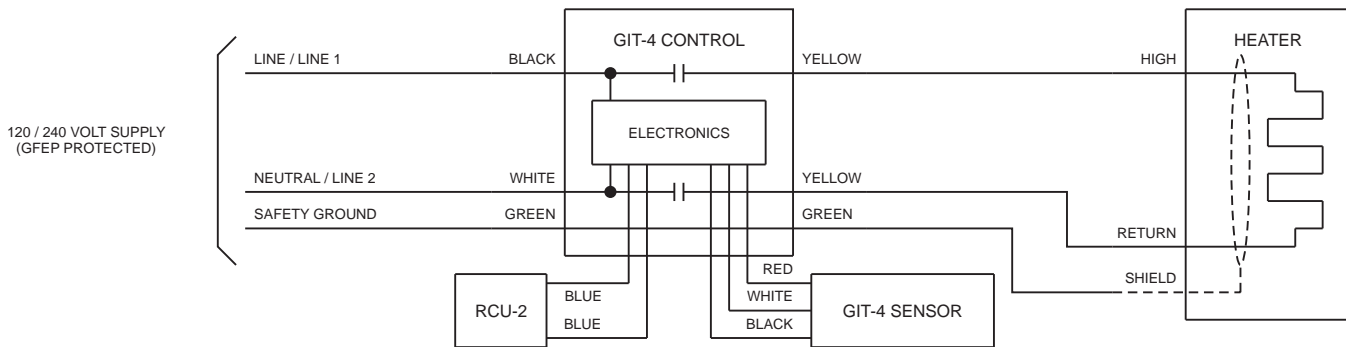 GIT-4 CONTROL
HEATER
LINE / LINE 1
BLACK
YELLOW
HIGH
120 / 240 VOLT SUPPLY
(GFEP PROTECTED)
ELECTRONICS
NEUTRAL / LINE 2
WHITE
YELLOW
SAFETY GROUND
GREEN
GREEN
RETURN
SHIELD
RCU-2
BLUE
BLUE
RED
WHITE
BLACK
GIT-4 SENSOR